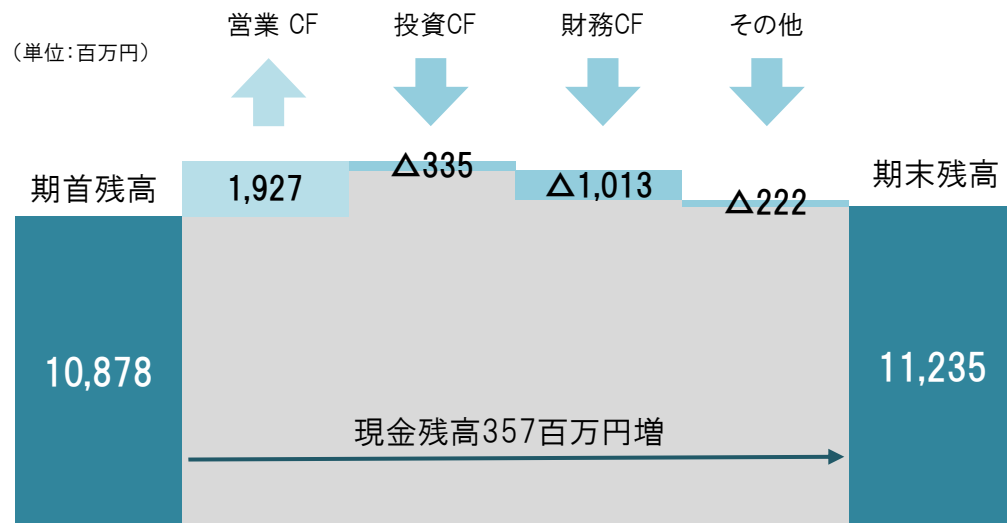 営業 CF
投資CF
財務CF
その他
（単位：百万円）
期首残高
1,927
△335
△1,013
△222
期末残高
10,878
11,235
現金残高357百万円増